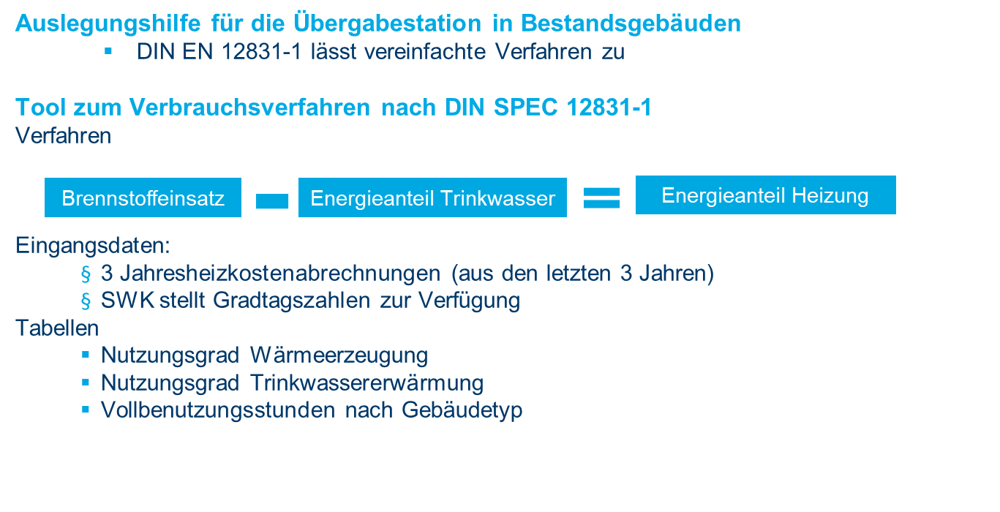 Auslegungshilfe für die Übergabestation in Bestandsgebäuden
▪ DIN EN 12831-1 lässt vereinfachte Verfahren zu
Tool zum Verbrauchsverfahren nach DIN SPEC 12831-1
Verfahren
Brennstoffeinsatz − Energieanteil Trinkwasser = Energieanteil Heizung
Eingangsdaten:
§ 3 Jahresheizkostenabrechnungen (aus den letzten 3 Jahren)
§ SWK stellt Gradtagszahlen zur Verfügung
Tabellen
▪ Nutzungsgrad Wärmeerzeugung
▪ Nutzungsgrad Trinkwassererwärmung
▪ Vollbenutzungsstunden nach Gebäudetyp